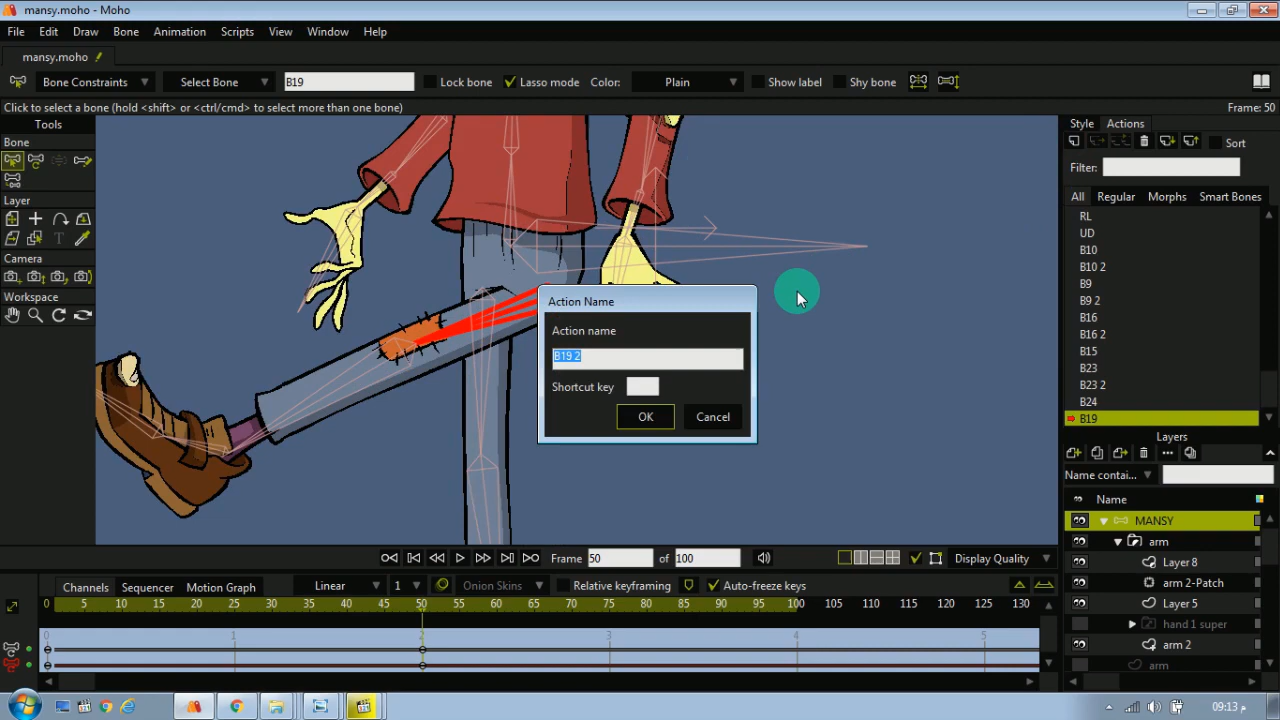 mansy.moho - Moho
File Edit Draw Bone Animation Scripts View Window Help
mansy.moho
Bone Constraints Select Bone B19 Lock bone Lasso mode Color: Plain Show label Shy bone
Click to select a bone (hold <shift> or <ctrl/cmd> to select more than one bone) Frame: 50
Tools
Bone
Layer
T
Camera
Workspace
Style Actions
Sort
Filter:
All Regular Morphs Smart Bones
RL
UD
B10
B10 2
B9
B9 2
B16
B16 2
B15
B23
B23 2
B24
B19
Action Name
Action name
B19 2
Shortcut key
OK Cancel
Layers
Name contai...
Name
MANSY
arm
Layer 8
arm 2-Patch
Layer 5
hand 1 super
arm 2
arm
Frame 50 of 100 Display Quality
Channels Sequencer Motion Graph Linear 1 Onion Skins Relative keyframing Auto-freeze keys
0 5 10 15 20 25 30 35 40 45 50 55 60 65 70 75 80 85 90 95 100 105 110 115 120 125 130
0 1 2 3 4 5
09:13 م